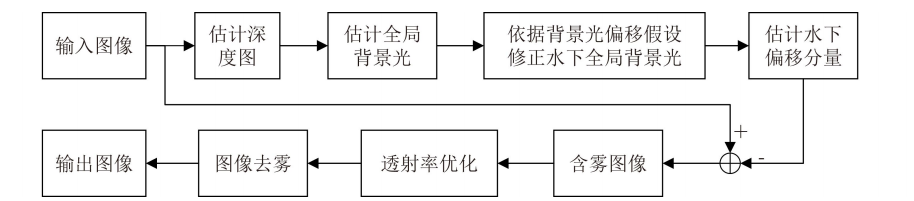 输入图像
估计深
度图
估计全局
背景光
依据背景光偏移假设
修正水下全局背景光
估计水下
偏移分量
+
-
输出图像
图像去雾
透射率优化
含雾图像